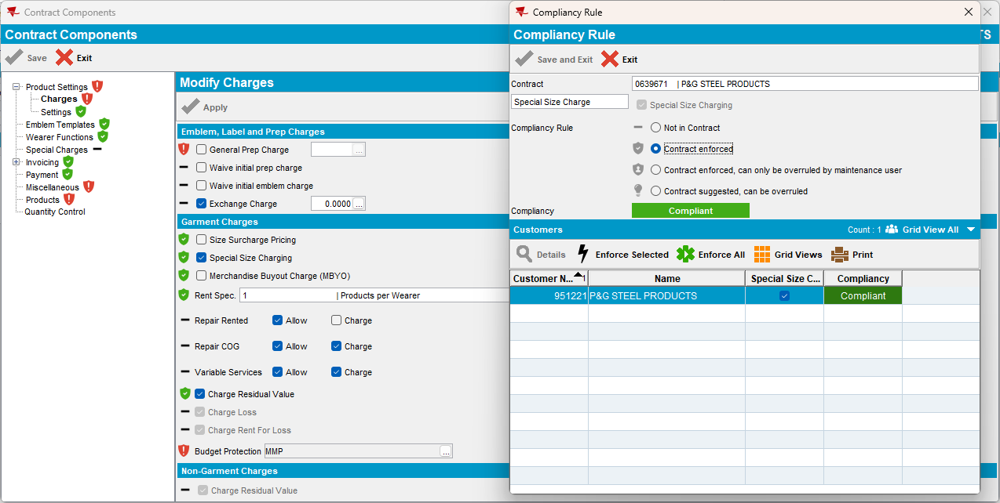 Contract Components
Contract Components
Save Exit
Product Settings
Charges
Settings
Emblem Templates
Wearer Functions
Special Charges
Invoicing
Payment
Miscellaneous
Products
Quantity Control
Modify Charges
Apply
Emblem, Label and Prep Charges
General Prep Charge ...
Waive initial prep charge
Waive initial emblem charge
Exchange Charge 0.0000 ...
Garment Charges
Size Surcharge Pricing
Special Size Charging
Merchandise Buyout Charge (MBYO)
Rent Spec. 1 | Products per Wearer
Repair Rented Allow Charge
Repair COG Allow Charge
Variable Services Allow Charge
Charge Residual Value
Charge Loss
Charge Rent For Loss
Budget Protection MMP ...
Non-Garment Charges
Charge Residual Value
Compliancy Rule
Compliancy Rule
TS
Save and Exit Exit
Contract 0639671 | P&G STEEL PRODUCTS
Special Size Charge Special Size Charging
Compliancy Rule Not in Contract
Contract enforced
Contract enforced, can only be overruled by maintenance user
Contract suggested, can be overruled
Compliancy Compliant
Customers Count : 1 Grid View All
Details Enforce Selected Enforce All Grid Views Print
Customer N... 1 Name Special Size C... Compliancy
951221 P&G STEEL PRODUCTS Compliant